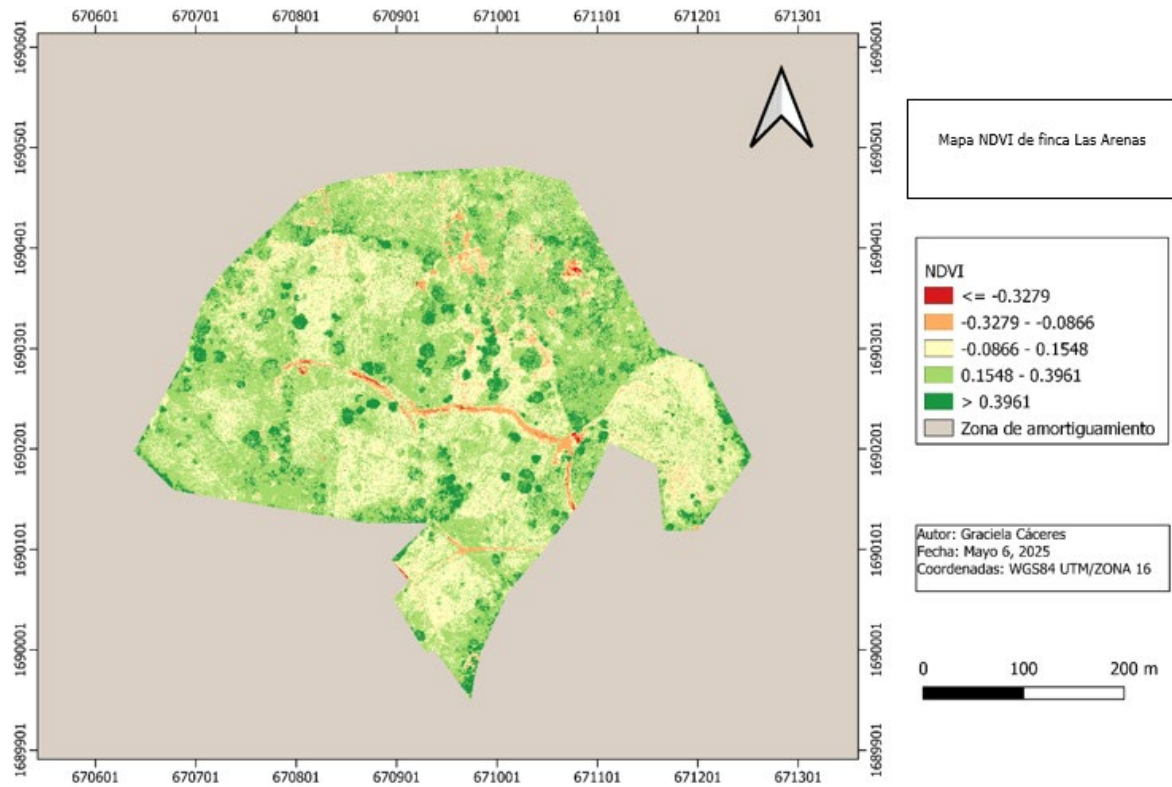 670601 670701 670801 670901 671001 671101 671201 671301
1690601
1690501
1690401
1690301
1690201
1690101
1690001
1689901
1690601
1690501
1690401
1690301
1690201
1690101
1690001
1689901
670601 670701 670801 670901 671001 671101 671201 671301
Mapa NDVI de finca Las Arenas
NDVI
<= -0.3279
-0.3279 - -0.0866
-0.0866 - 0.1548
0.1548 - 0.3961
> 0.3961
Zona de amortiguamiento
Autor: Graciela Cáceres
Fecha: Mayo 6, 2025
Coordenadas: WGS84 UTM/ZONA 16
0 100 200 m